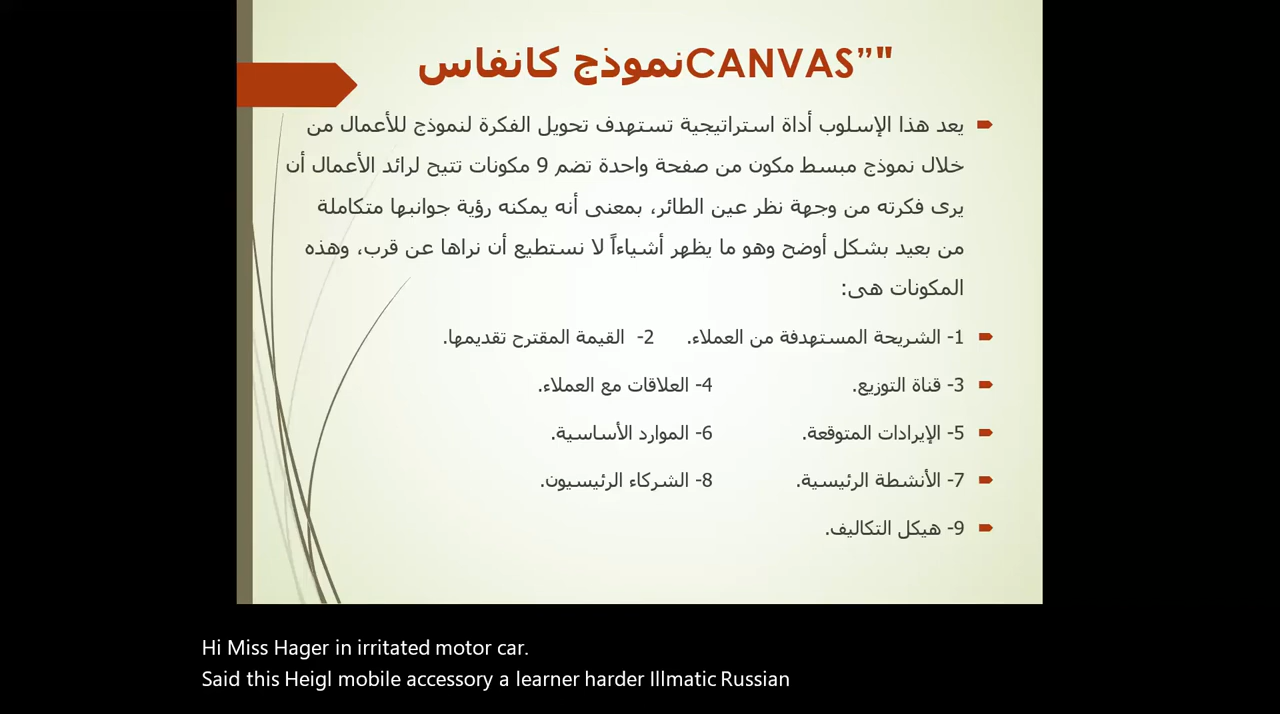 نموذج كانفاس CANVAS”"
يعد هذا الإسلوب أداة استراتيجية تستهدف تحويل الفكرة لنموذج للأعمال من
خلال نموذج مبسط مكون من صفحة واحدة تضم 9 مكونات تتيح لرائد الأعمال أن
يرى فكرته من وجهة نظر عين الطائر، بمعنى أنه يمكنه رؤية جوانبها متكاملة
من بعيد بشكل أوضح وهو ما يظهر أشياءاً لا نستطيع أن نراها عن قرب، وهذه
المكونات هى:
1- الشريحة المستهدفة من العملاء. 2- القيمة المقترح تقديمها.
3- قناة التوزيع. 4- العلاقات مع العملاء.
5- الإيرادات المتوقعة. 6- الموارد الأساسية.
7- الأنشطة الرئيسية. 8- الشركاء الرئيسيون.
9- هيكل التكاليف.
Hi Miss Hager in irritated motor car.
Said this Heigl mobile accessory a learner harder Illmatic Russian